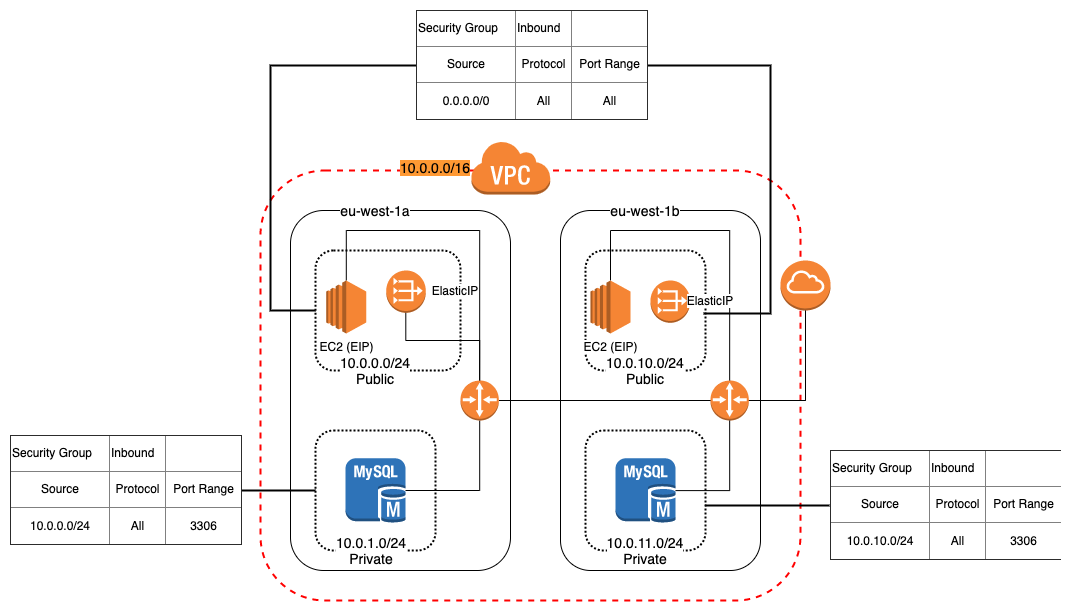 Security Group Inbound
Source Protocol Port Range
0.0.0.0/0 All All
10.0.0.0/16
VPC
eu-west-1a
eu-west-1b
ElasticIP
EC2 (EIP)
10.0.0.0/24
Public
ElasticIP
EC2 (EIP)
10.0.10.0/24
Public
Security Group Inbound
Source Protocol Port Range
10.0.0.0/24 All 3306
MySQL
M
10.0.1.0/24
Private
MySQL
M
10.0.11.0/24
Private
Security Group Inbound
Source Protocol Port Range
10.0.10.0/24 All 3306